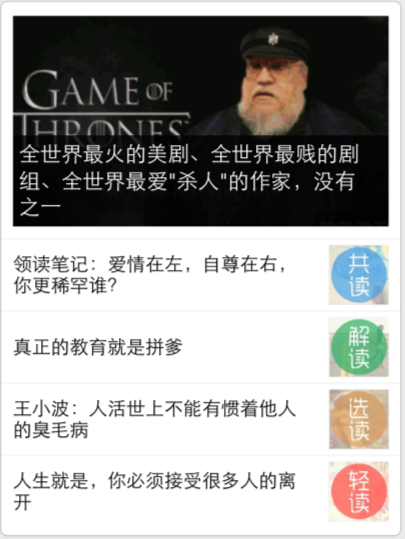 GAME OF
THRONES
全世界最火的美剧、全世界最贱的剧
组、全世界最爱"杀人"的作家，没有
之一
领读笔记：爱情在左，自尊在右，
你更稀罕谁？
共
读
真正的教育就是拼爹
解
读
王小波：人活世上不能有惯着他人
的臭毛病
选
读
人生就是，你必须接受很多人的离
开
轻
读